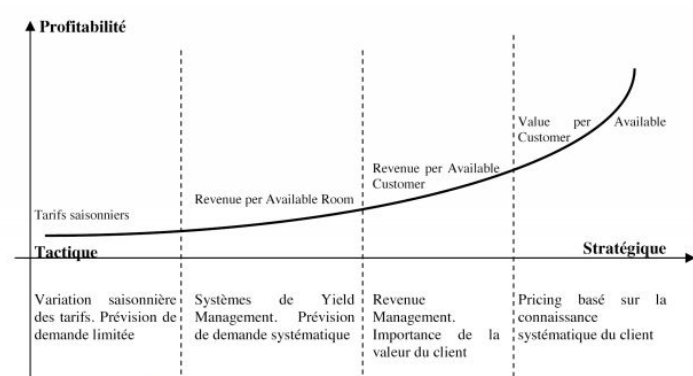 Profitabilité
Value per Available
Customer
Revenue per Available
Customer
Revenue per Available Room
Tarifs saisonniers
Tactique
Stratégique
Variation saisonnière
des tarifs. Prévision de
demande limitée
Systèmes de Yield
Management. Prévision
de demande systématique
Revenue
Management.
Importance de la
valeur du client
Pricing basé sur la
connaissance
systématique du client